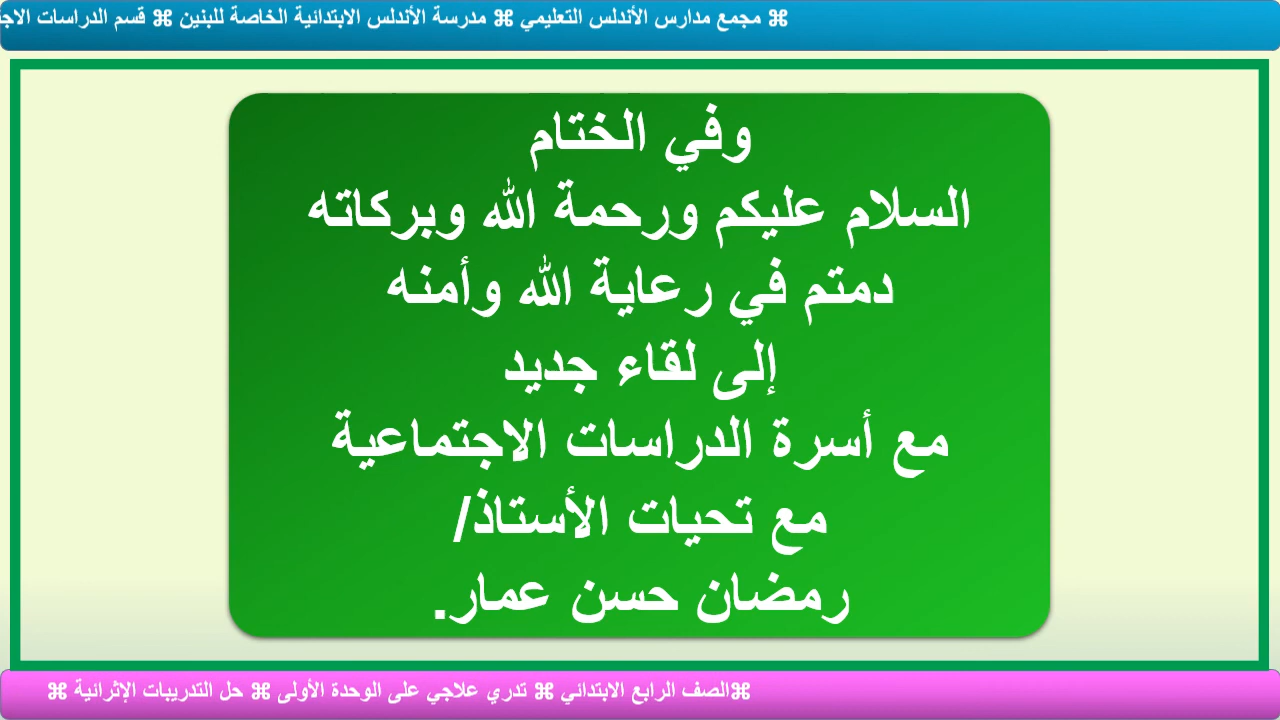 ⌘ مجمع مدارس الأندلس التعليمي ⌘ مدرسة الأندلس الابتدائية الخاصة للبنين ⌘ قسم الدراسات
وفي الختام
السلام عليكم ورحمة الله وبركاته
دمتم في رعاية الله وأمنه
إلى لقاء جديد
مع أسرة الدراسات الاجتماعية
مع تحيات الأستاذ/
رمضان حسن عمار.
⌘الصف الرابع الابتدائي ⌘ تدري علاجي على الوحدة الأولى ⌘ حل التدريبات الإثرائية ⌘